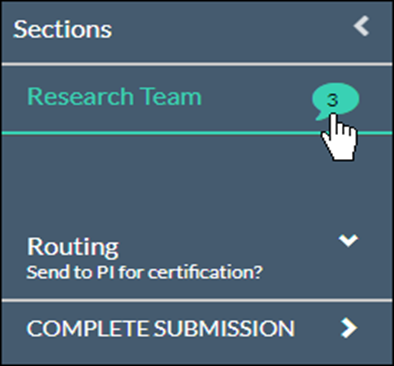 Sections
Research Team 3
Routing
Send to PI for certification?
COMPLETE SUBMISSION